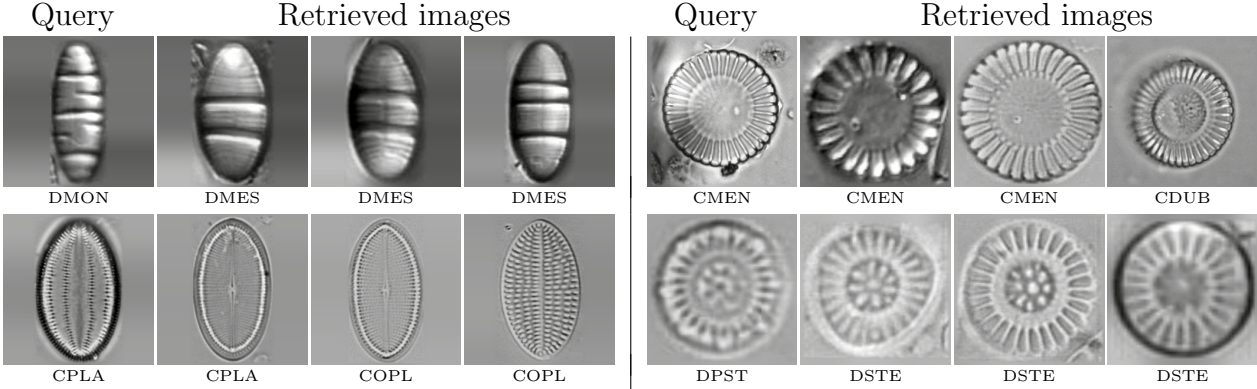 Query Retrieved images Query Retrieved images
DMON DMES DMES DMES CMEN CMEN CMEN CDUB
CPLA CPLA COPL COPL DPST DSTE DSTE DSTE